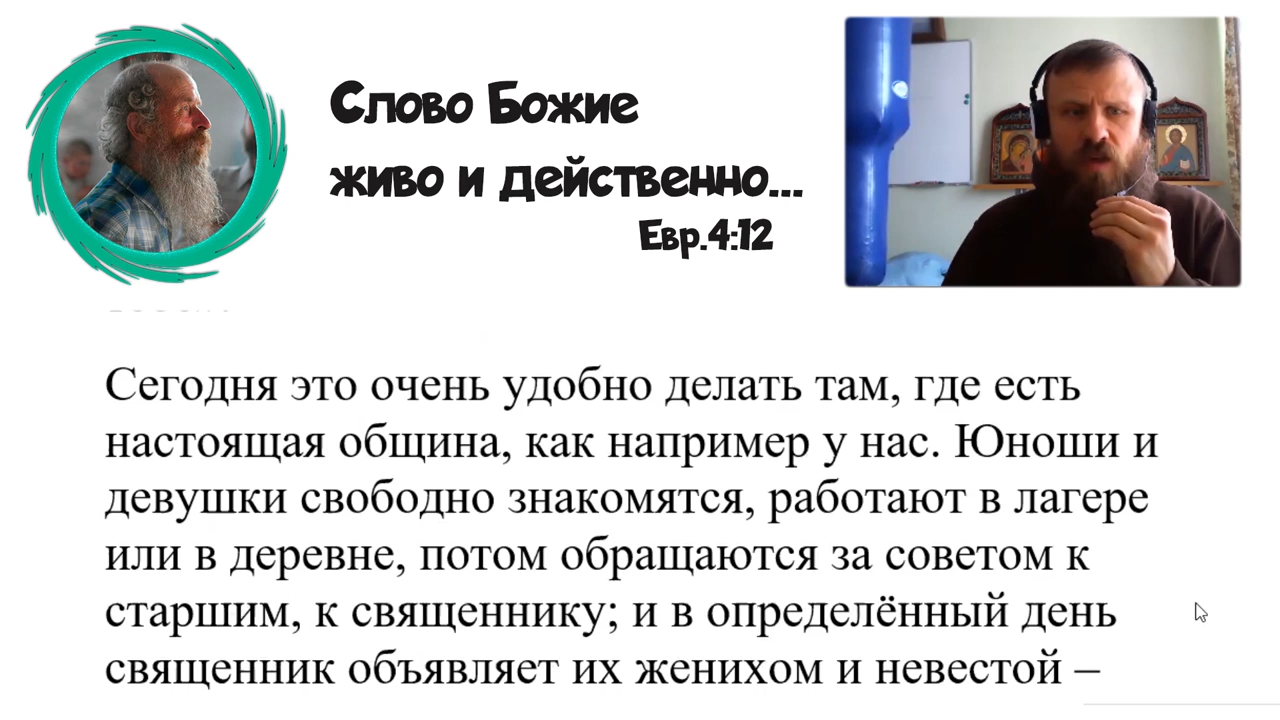 Слово Божие
живо и действенно...
Евр.4:12
Сегодня это очень удобно делать там, где есть
настоящая община, как например у нас. Юноши и
девушки свободно знакомятся, работают в лагере
или в деревне, потом обращаются за советом к
старшим, к священнику; и в определённый день
священник объявляет их женихом и невестой –